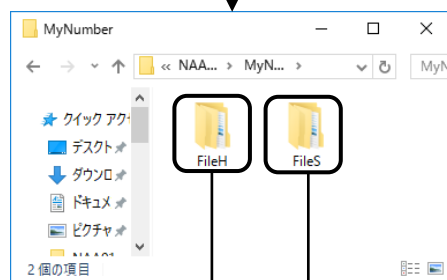 MyNumber
« NAA... › MyN... ›
MyN
クイック アク
デスクト
ダウンロ
ドキュメ
ピクチャ
FileH
FileS
2 個の項目